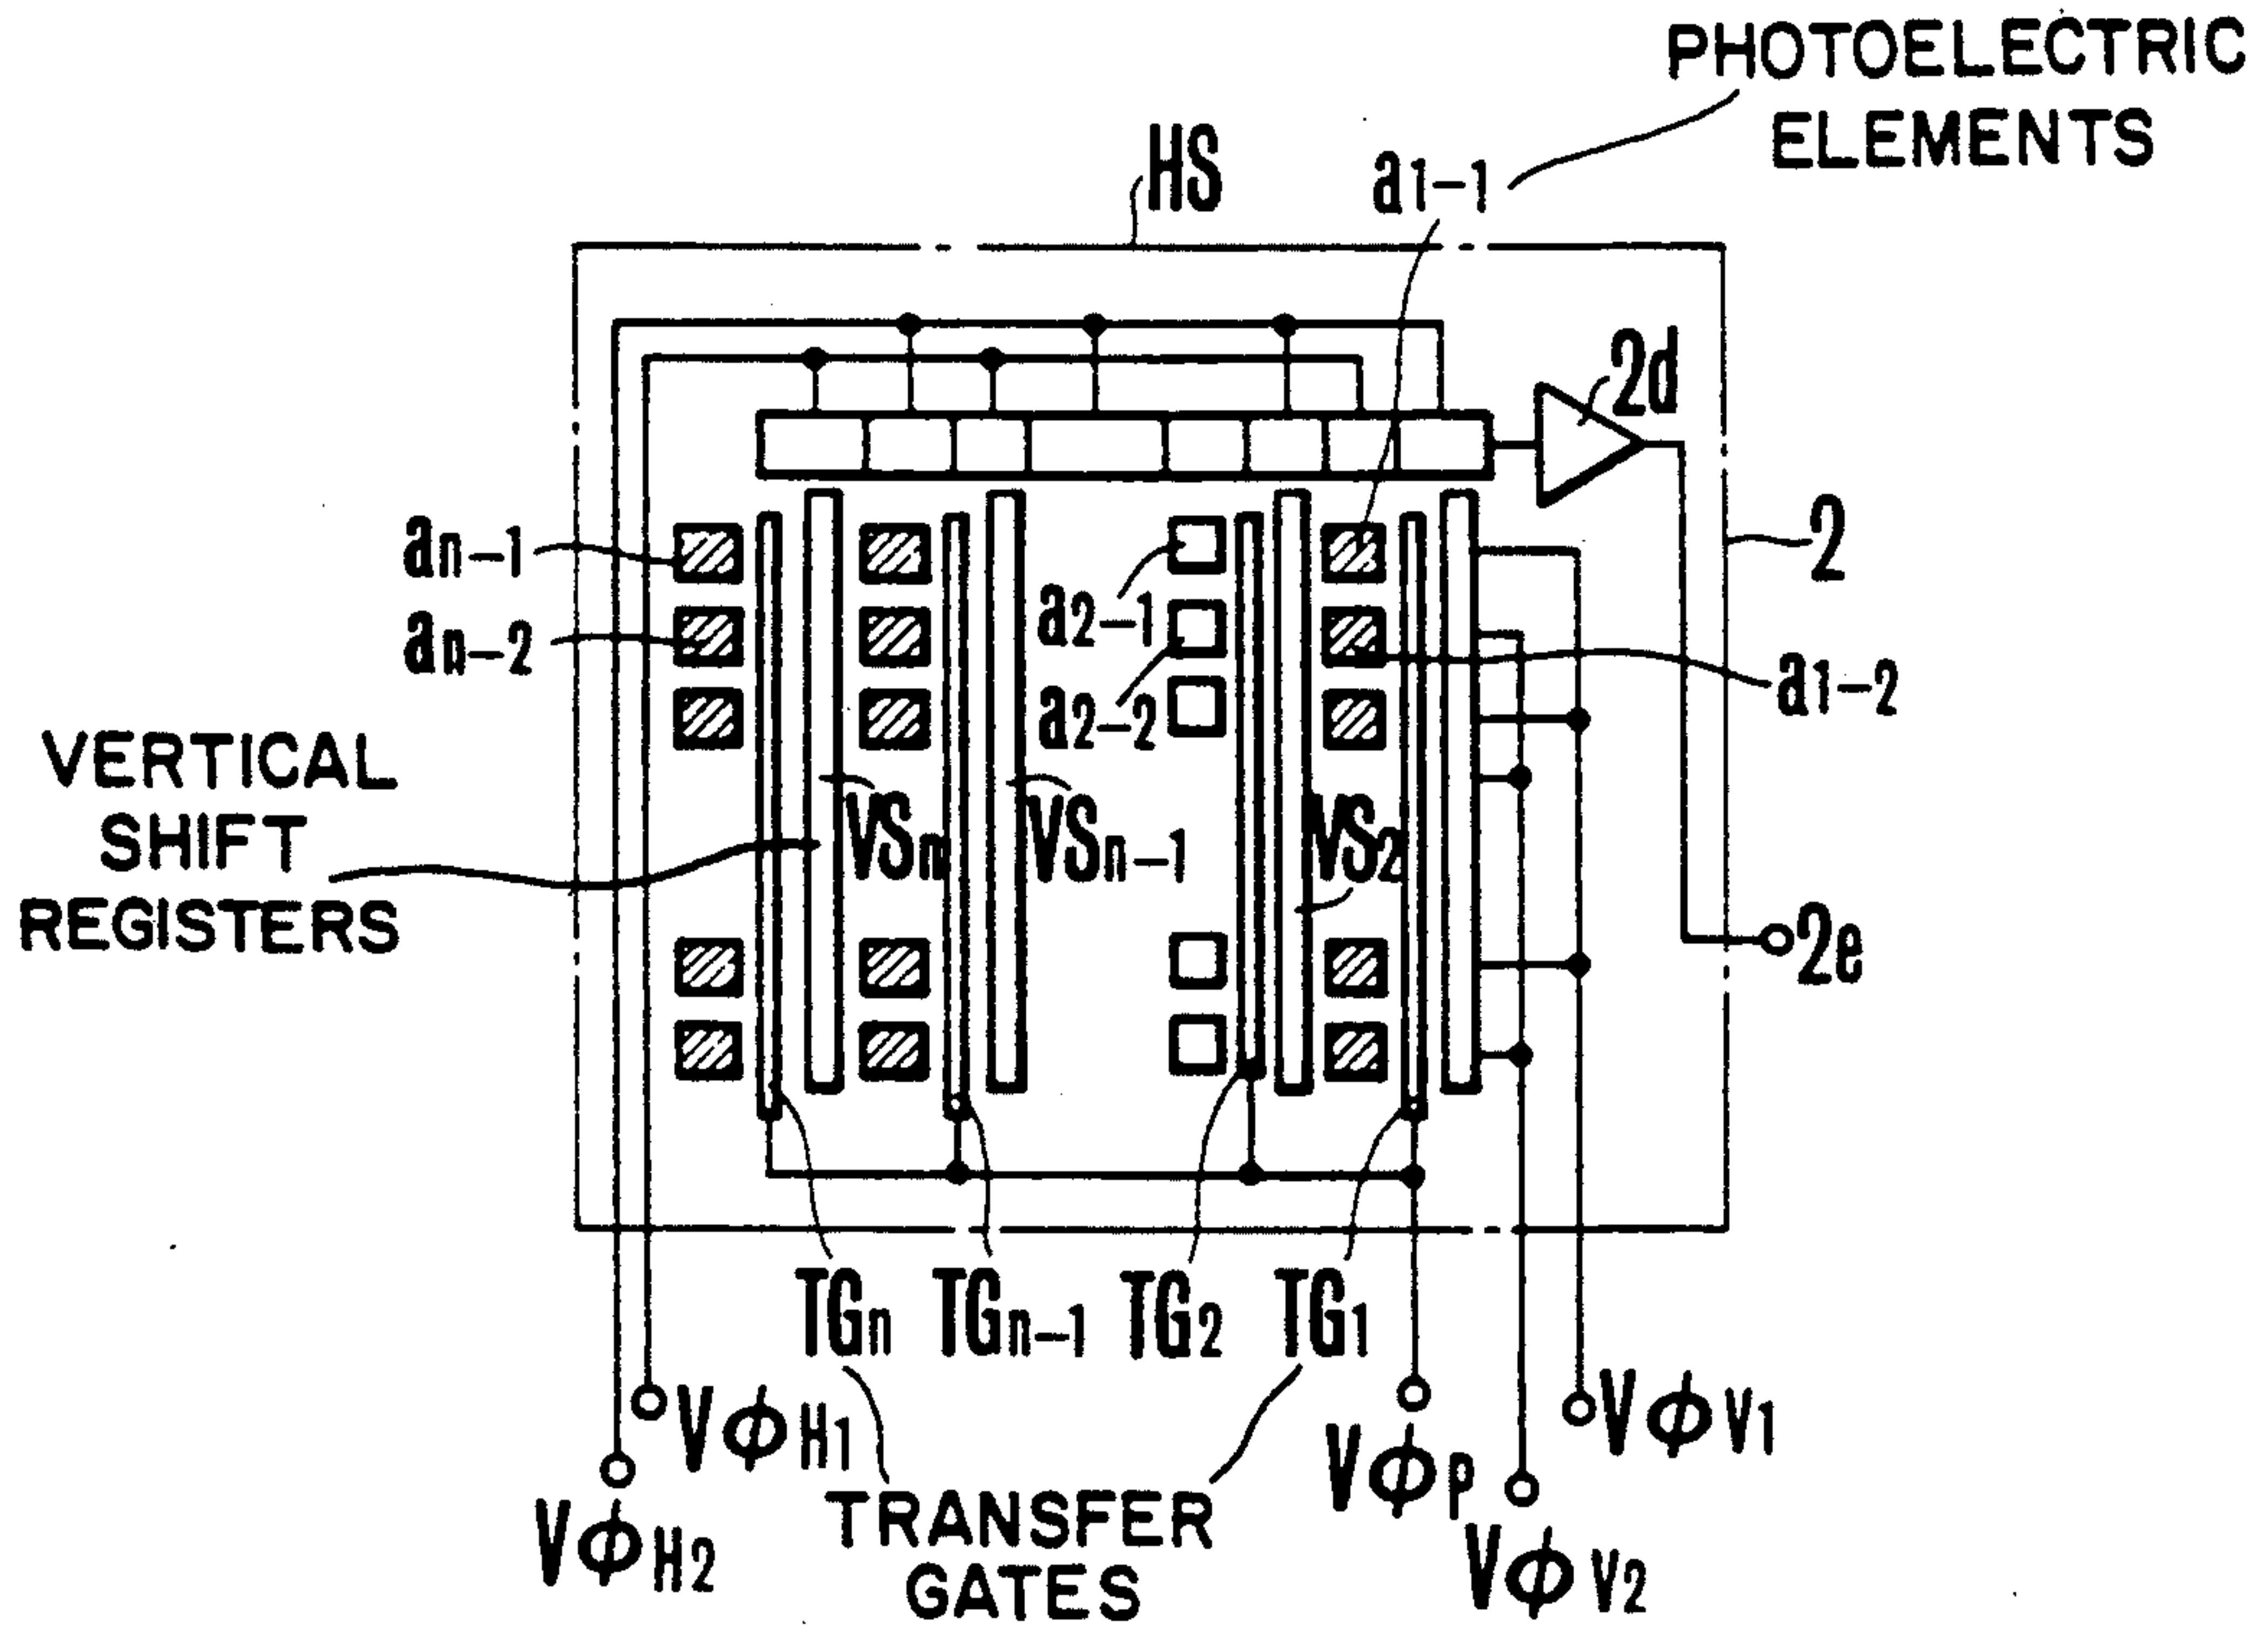 PHOTOELECTRIC
ELEMENTS
HS
a1-1
2d
an-1
2
an-2
a2-1
a1-2
a2-2
VERTICAL
SHIFT
REGISTERS
VSn
VSn-1
VS2
2e
TGn
TGn-1
TG2
TG1
VϕH1
VϕV1
VϕP
VϕH2
VϕV2
TRANSFER
GATES